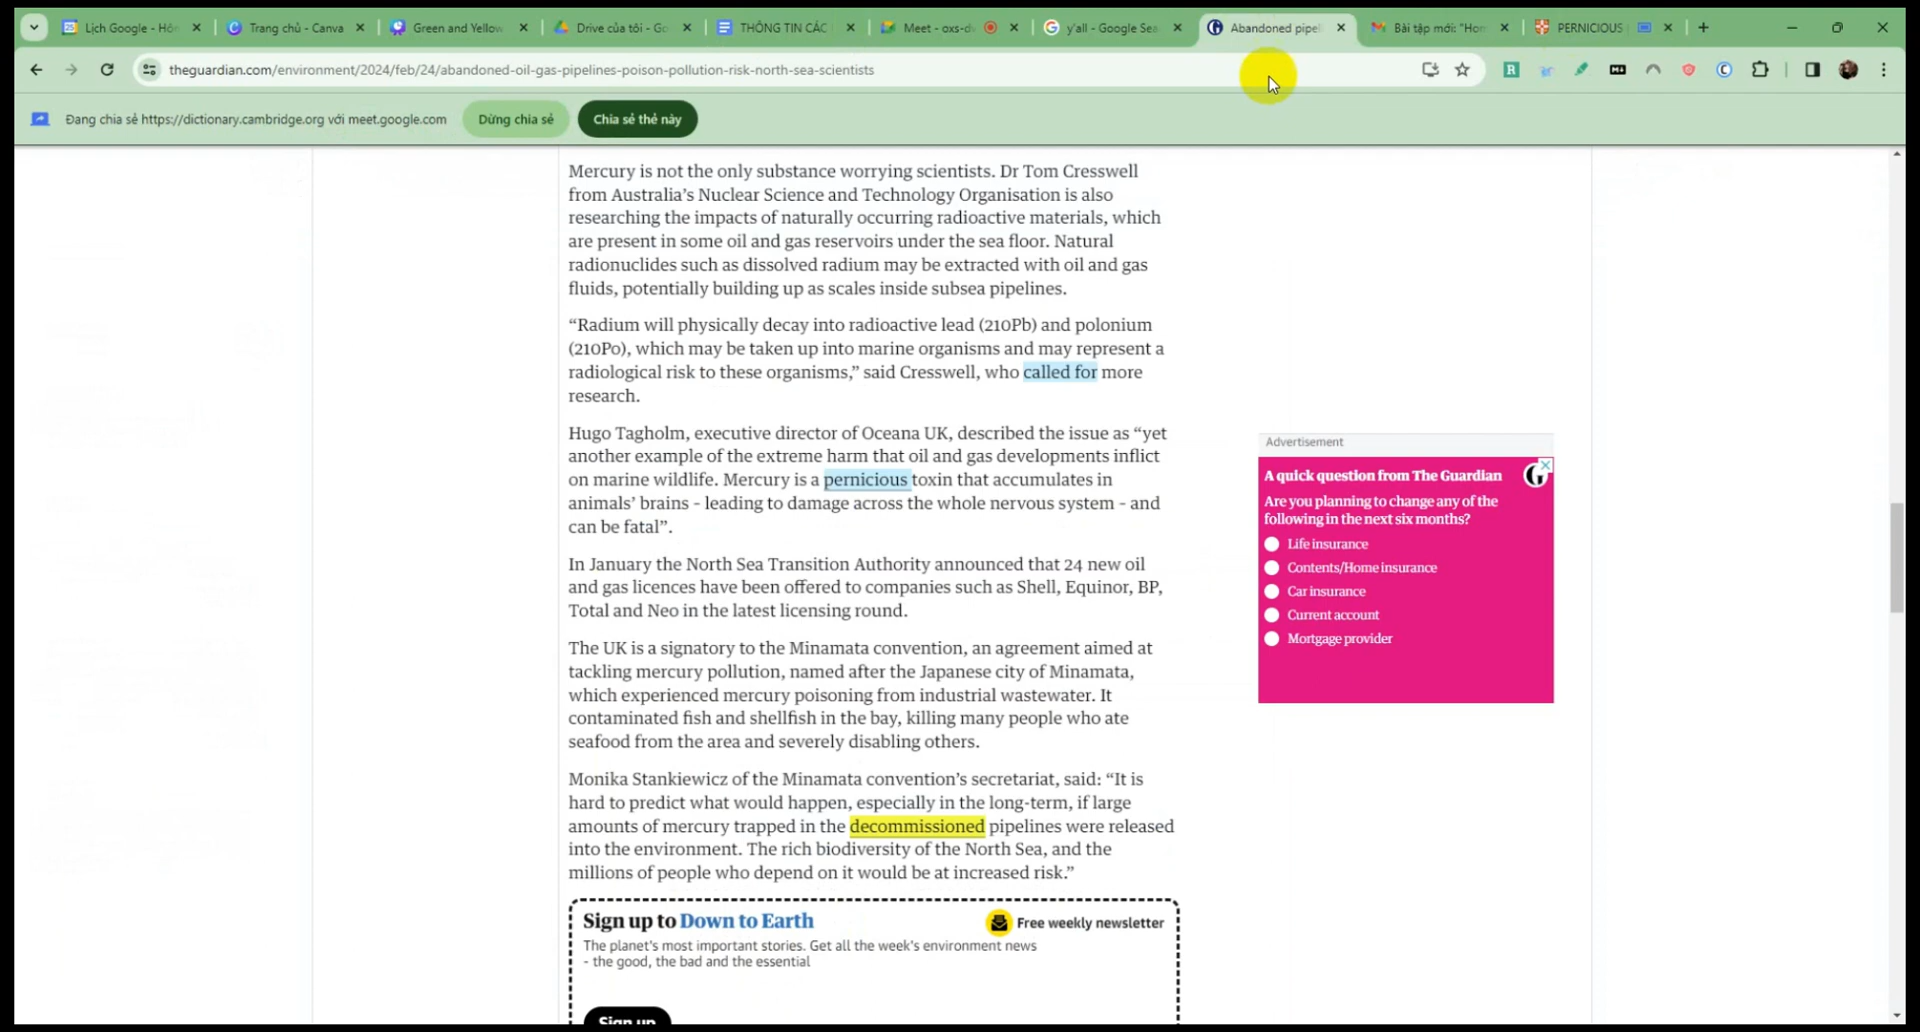 Lịch Google - Hôn
Trang chủ - Canva
Green and Yellow
Drive của tôi - Go
THÔNG TIN CÁC
Meet - oxs-dv
y'all - Google Sea
Abandoned pipel
Bài tập mới: "Hom
PERNICIOUS
theguardian.com/environment/2024/feb/24/abandoned-oil-gas-pipelines-poison-pollution-risk-north-sea-scientists
Đang chia sẻ https://dictionary.cambridge.org với meet.google.com
Dừng chia sẻ
Chia sẻ thẻ này
Mercury is not the only substance worrying scientists. Dr Tom Cresswell
from Australia’s Nuclear Science and Technology Organisation is also
researching the impacts of naturally occurring radioactive materials, which
are present in some oil and gas reservoirs under the sea floor. Natural
radionuclides such as dissolved radium may be extracted with oil and gas
fluids, potentially building up as scales inside subsea pipelines.
“Radium will physically decay into radioactive lead (210Pb) and polonium
(210Po), which may be taken up into marine organisms and may represent a
radiological risk to these organisms,” said Cresswell, who called for more
research.
Hugo Tagholm, executive director of Oceana UK, described the issue as “yet
another example of the extreme harm that oil and gas developments inflict
on marine wildlife. Mercury is a pernicious toxin that accumulates in
animals’ brains – leading to damage across the whole nervous system – and
can be fatal”.
In January the North Sea Transition Authority announced that 24 new oil
and gas licences have been offered to companies such as Shell, Equinor, BP,
Total and Neo in the latest licensing round.
The UK is a signatory to the Minamata convention, an agreement aimed at
tackling mercury pollution, named after the Japanese city of Minamata,
which experienced mercury poisoning from industrial wastewater. It
contaminated fish and shellfish in the bay, killing many people who ate
seafood from the area and severely disabling others.
Monika Stankiewicz of the Minamata convention’s secretariat, said: “It is
hard to predict what would happen, especially in the long-term, if large
amounts of mercury trapped in the decommissioned pipelines were released
into the environment. The rich biodiversity of the North Sea, and the
millions of people who depend on it would be at increased risk.”
Advertisement
A quick question from The Guardian
Are you planning to change any of the
following in the next six months?
Life insurance
Contents/Home insurance
Car insurance
Current account
Mortgage provider
Sign up to Down to Earth
Free weekly newsletter
The planet's most important stories. Get all the week's environment news
- the good, the bad and the essential
Sign up